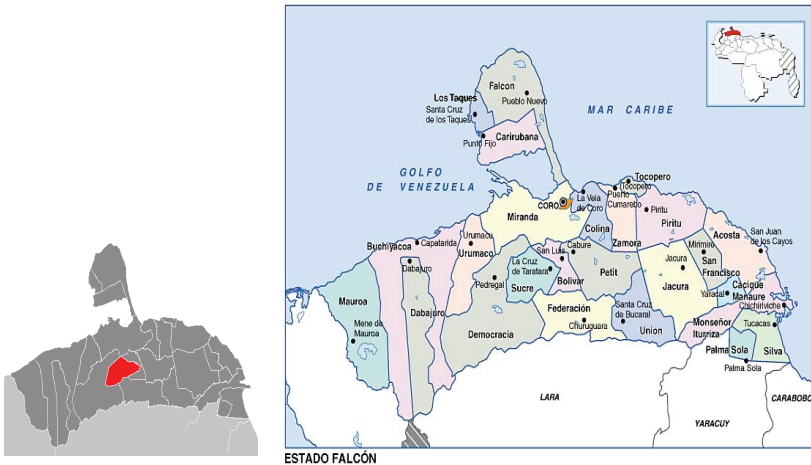 Falcon
Pueblo Nuevo
Los Taques
Santa Cruz
de los Taques
MAR CARIBE
Carirubana
Punto Fijo
GOLFO
DE VENEZUELA
Tocopero
(Tocopero
Puerto
Cumarebo
La Vela
de Coro
CORO
Piritu
Piritu
Miranda
Colina
Zamora
Acosta
San Juan
de los Cayos
Urumacu
Urumaco
Capatarida
Buchiyacoa
San Luis
Cabure
Mirimire
San
Francisco
Dabajuro
La Cruz
de Taratara
Jacura
Pedregal
Sucre
Bolivar
Petit
Jacura
Cacique
Manaure
Yaracal
Chichiriviche
Mauroa
Dabajuro
Federación
Santa Cruz
de Bucaral
Mene de
Mauroa
Democracia
Churuguara
Union
Monseñor
Iturriza
Tucacas
Palma Sola
Silva
Palma Sola
LARA
YARACUY
CARABOBO
ESTADO FALCÓN